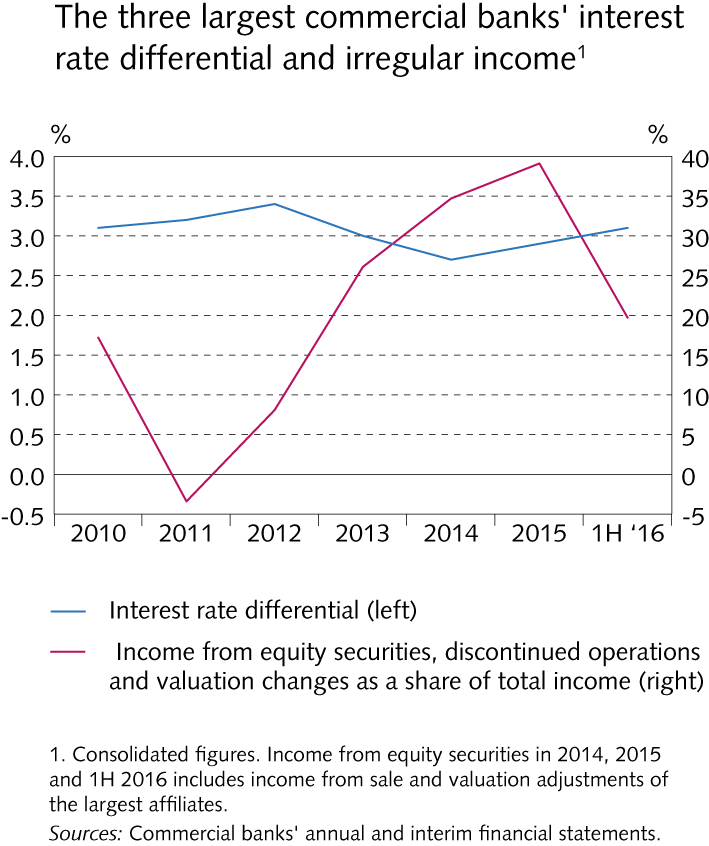 The three largest commercial banks' interest
rate differential and irregular income1
% %
4.0 40
3.5 35
3.0 30
2.5 25
2.0 20
1.5 15
1.0 10
0.5 5
0.0 0
-0.5 -5
2010 2011 2012 2013 2014 2015 1H ‘16
Interest rate differential (left)
Income from equity securities, discontinued operations
and valuation changes as a share of total income (right)
1. Consolidated figures. Income from equity securities in 2014, 2015
and 1H 2016 includes income from sale and valuation adjustments of
the largest affiliates.
Sources: Commercial banks' annual and interim financial statements.